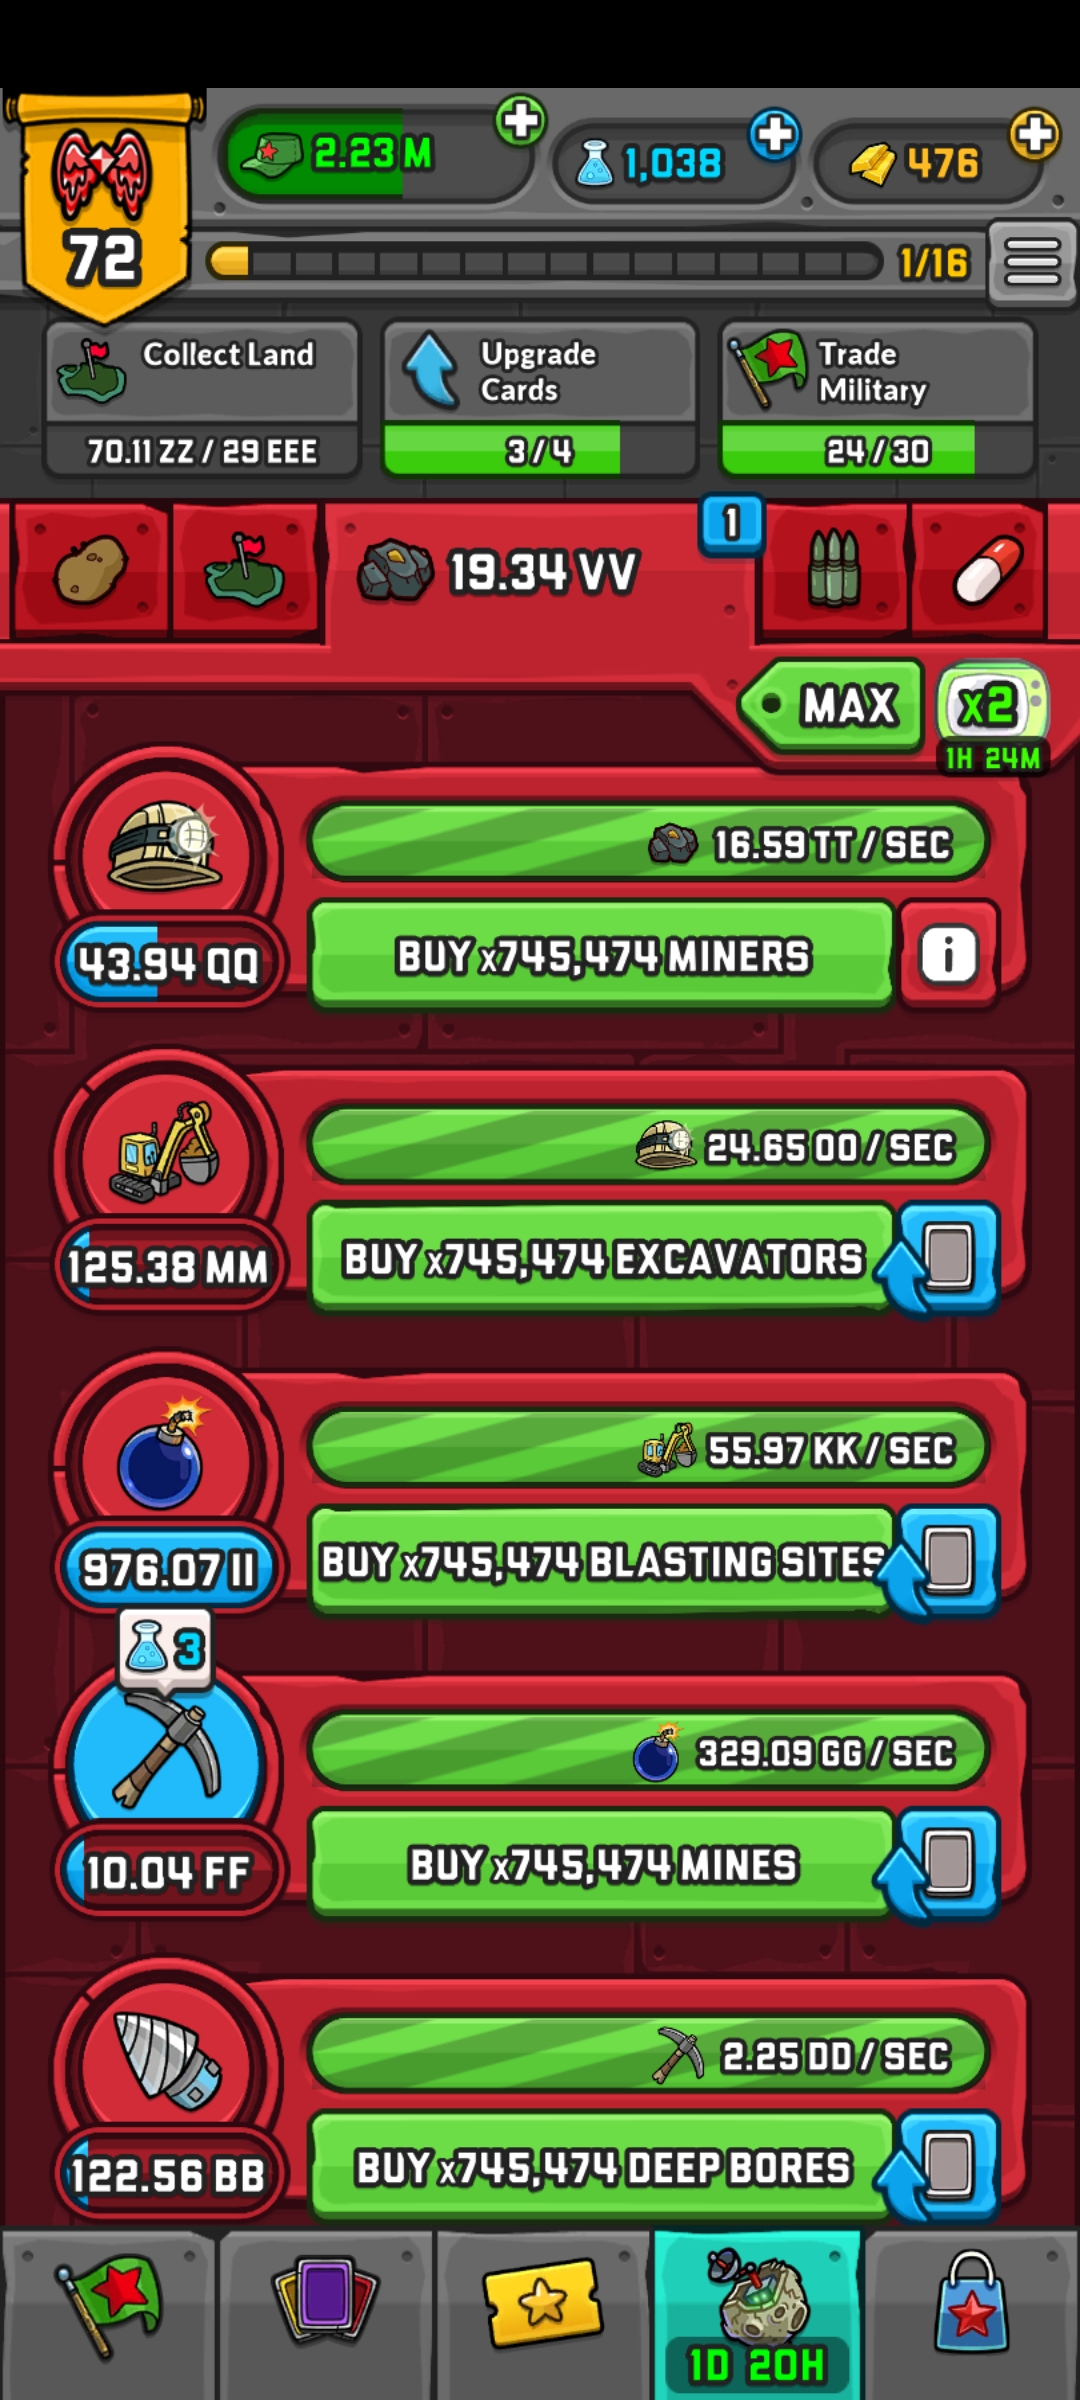 72
2.23 M
1,038
476
1/16
Collect Land
70.11 ZZ / 29 EEE
Upgrade
Cards
3/4
Trade
Military
24/30
19.34 VV
1
MAX
x2
1H 24M
16.59 TT / SEC
43.94 QQ
BUY x745,474 MINERS
i
24.65 OO / SEC
125.38 MM
BUY x745,474 EXCAVATORS
55.97 KK / SEC
976.07 II
BUY x745,474 BLASTING SITES
3
329.09 GG / SEC
10.04 FF
BUY x745,474 MINES
2.25 DD / SEC
122.56 BB
BUY x745,474 DEEP BORES
1D 20H